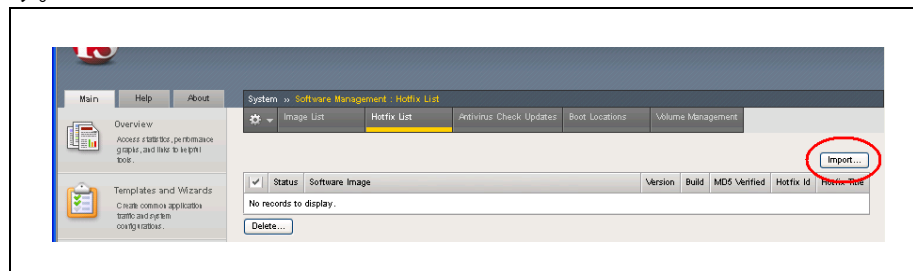 Main Help About
System » Software Management : Hotfix List
Image List Hotfix List Antivirus Check Updates Boot Locations Volume Management
Overview
Access statistics, performance
graphs, and links to helpful
tools.
Import...
Status Software Image Version Build MD5 Verified Hotfix Id Hotfix Title
No records to display.
Delete...
Templates and Wizards
Create common application
traffic and system
configurations.